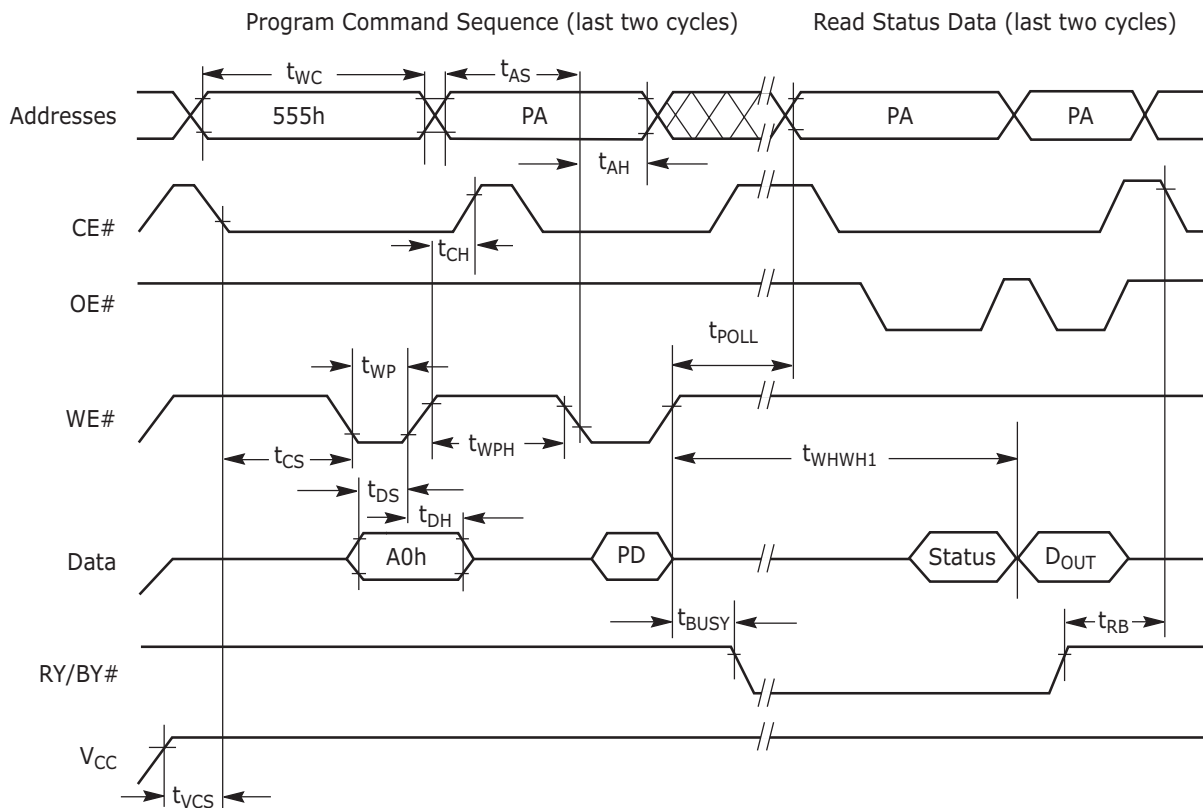 Program Command Sequence (last two cycles) Read Status Data (last two cycles)
tWC tAS
Addresses 555h PA PA PA
tAH
CE#
tCH
OE#
tPOLL
tWP
WE#
tCS tWPH tWHWH1
tDS
tDH
Data A0h PD Status DOUT
tBUSY tRB
RY/BY#
VCC
tVCS